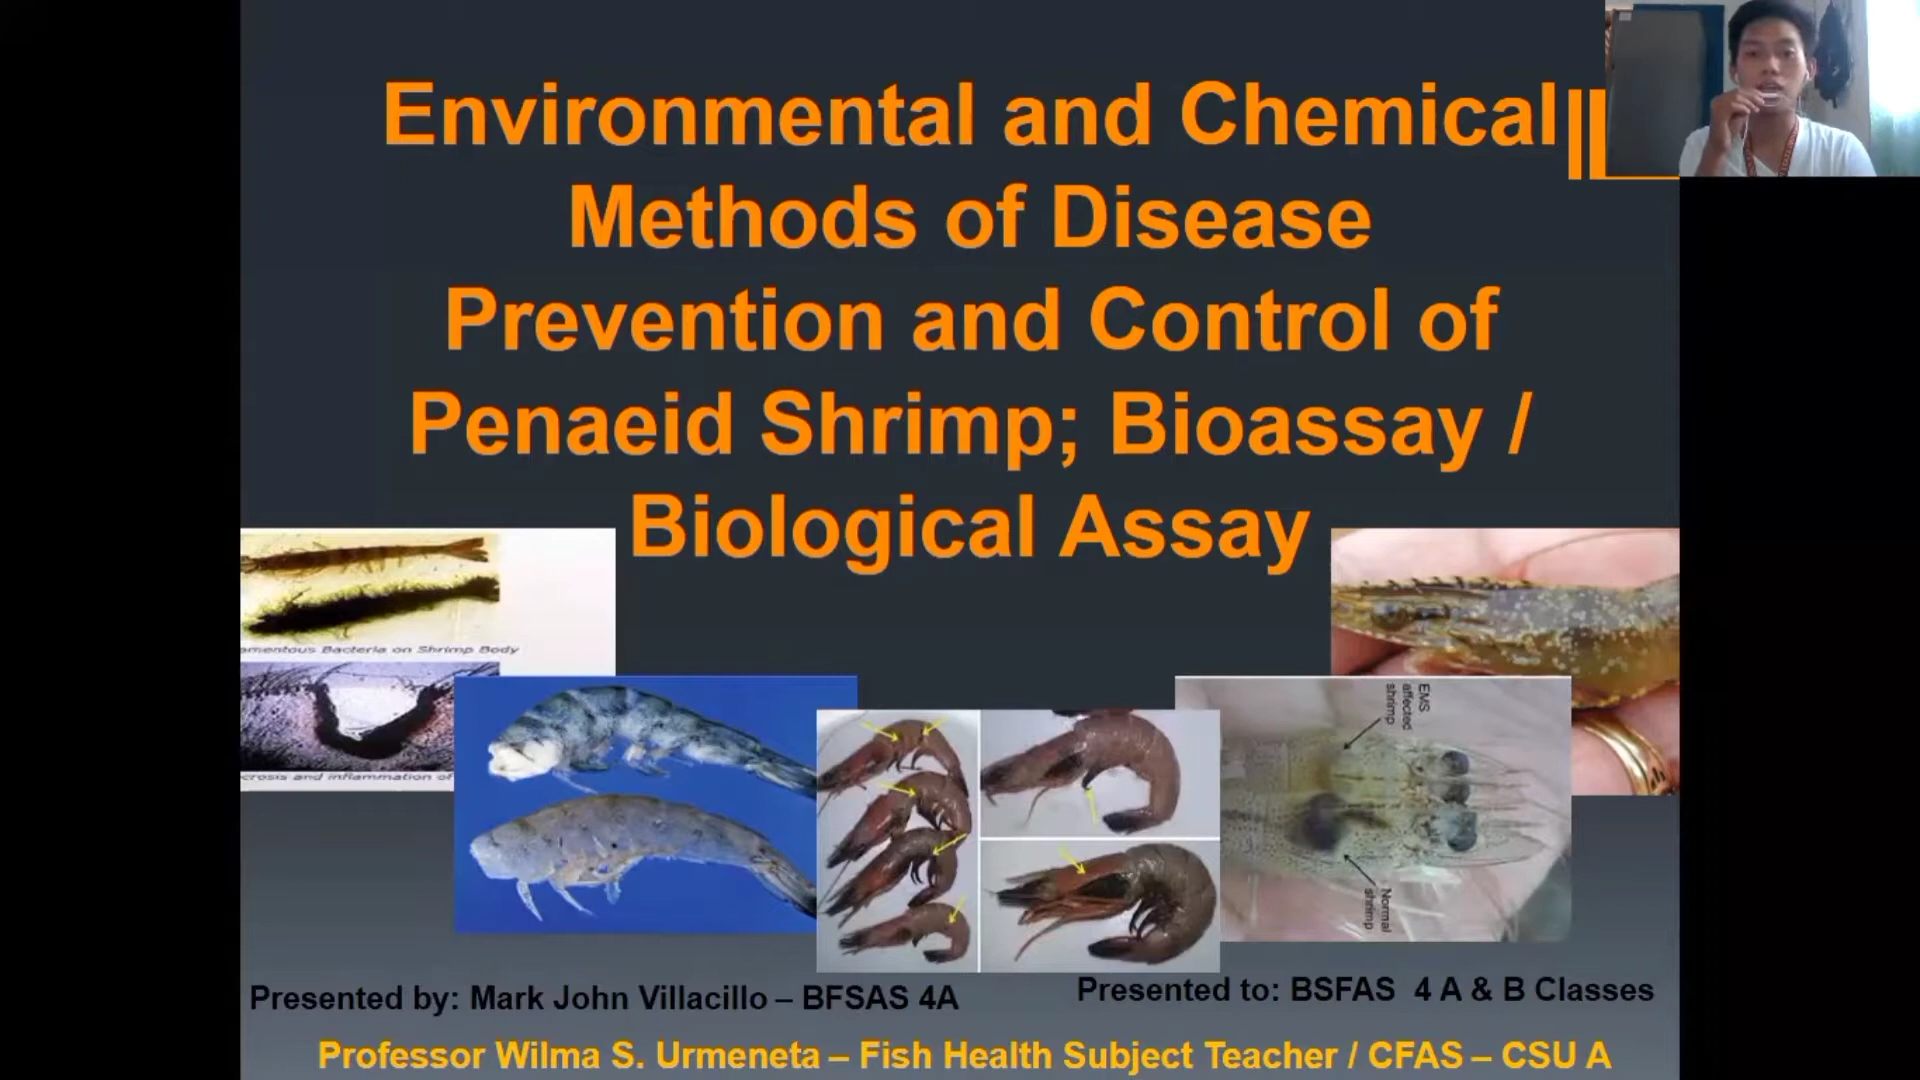 Environmental and Chemical
Methods of Disease
Prevention and Control of
Penaeid Shrimp; Bioassay /
Biological Assay
amentous Bacteria on Shrimp Body
crosis and inflammation of
EMS
affected
shrimp
Normal
shrimp
Presented by: Mark John Villacillo – BFSAS 4A
Presented to: BSFAS 4 A & B Classes
Professor Wilma S. Urmeneta – Fish Health Subject Teacher / CFAS – CSU A